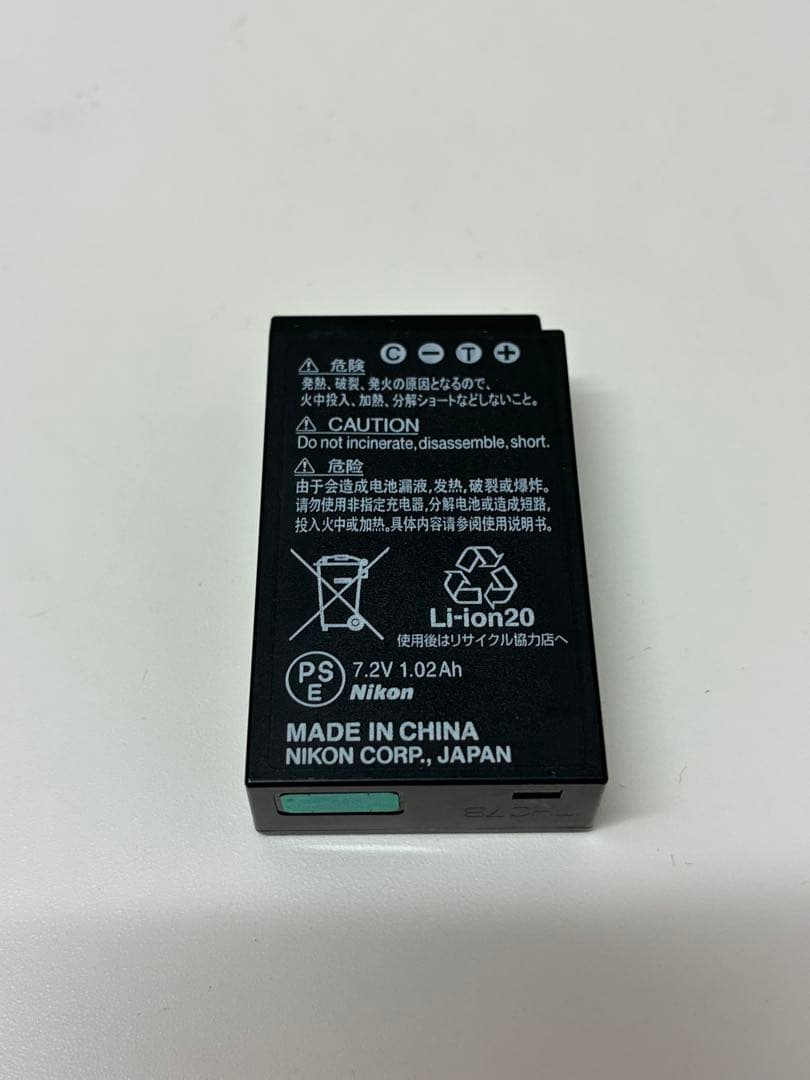 C - T +
⚠ 危険
発熱、破裂、発火の原因となるので、
火中投入、加熱、分解ショートなどしないこと。
⚠ CAUTION
Do not incinerate, disassemble, short.
⚠ 危险
由于会造成电池漏液,发热,破裂或爆炸。
请勿使用非指定充电器,分解电池或造成短路,
投入火中或加热。具体内容请参阅使用说明书。
Li-ion20
使用後はリサイクル協力店へ
PS
E
7.2V 1.02Ah
Nikon
MADE IN CHINA
NIKON CORP., JAPAN